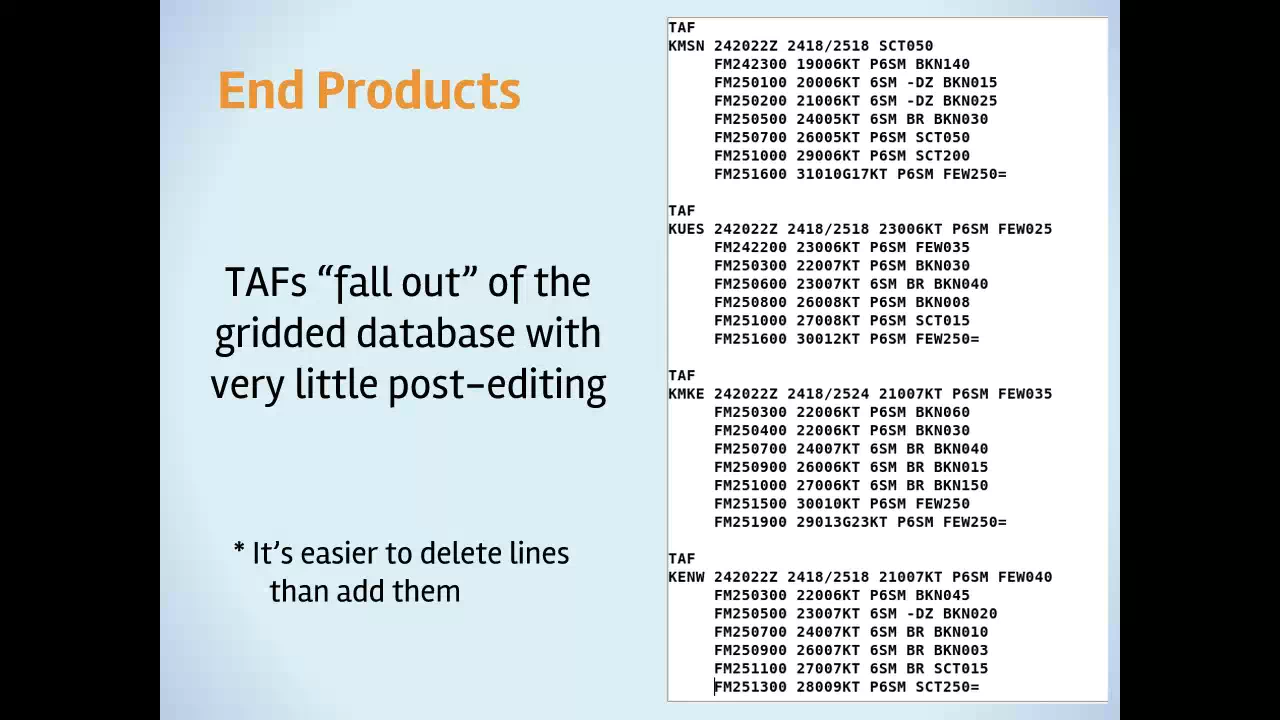 End Products
TAFs “fall out” of the
gridded database with
very little post-editing
* It’s easier to delete lines
than add them
TAF
KMSN 242022Z 2418/2518 SCT050
FM242300 19006KT P6SM BKN140
FM250100 20006KT 6SM -DZ BKN015
FM250200 21006KT 6SM -DZ BKN025
FM250500 24005KT 6SM BR BKN030
FM250700 26005KT P6SM SCT050
FM251000 29006KT P6SM SCT200
FM251600 31010G17KT P6SM FEW250=
TAF
KUES 242022Z 2418/2518 23006KT P6SM FEW025
FM242200 23006KT P6SM FEW035
FM250300 22007KT P6SM BKN030
FM250600 23007KT 6SM BR BKN040
FM250800 26008KT P6SM BKN008
FM251000 27008KT P6SM SCT015
FM251600 30012KT P6SM FEW250=
TAF
KMKE 242022Z 2418/2524 21007KT P6SM FEW035
FM250300 22006KT P6SM BKN060
FM250400 22006KT P6SM BKN030
FM250700 24007KT 6SM BR BKN040
FM250900 26006KT 6SM BR BKN015
FM251000 27006KT 6SM BR BKN150
FM251500 30010KT P6SM FEW250
FM251900 29013G23KT P6SM FEW250=
TAF
KENW 242022Z 2418/2518 21007KT P6SM FEW040
FM250300 22006KT P6SM BKN045
FM250500 23007KT 6SM -DZ BKN020
FM250700 24007KT 6SM BR BKN010
FM250900 26007KT 6SM BR BKN003
FM251100 27007KT 6SM BR SCT015
FM251300 28009KT P6SM SCT250=